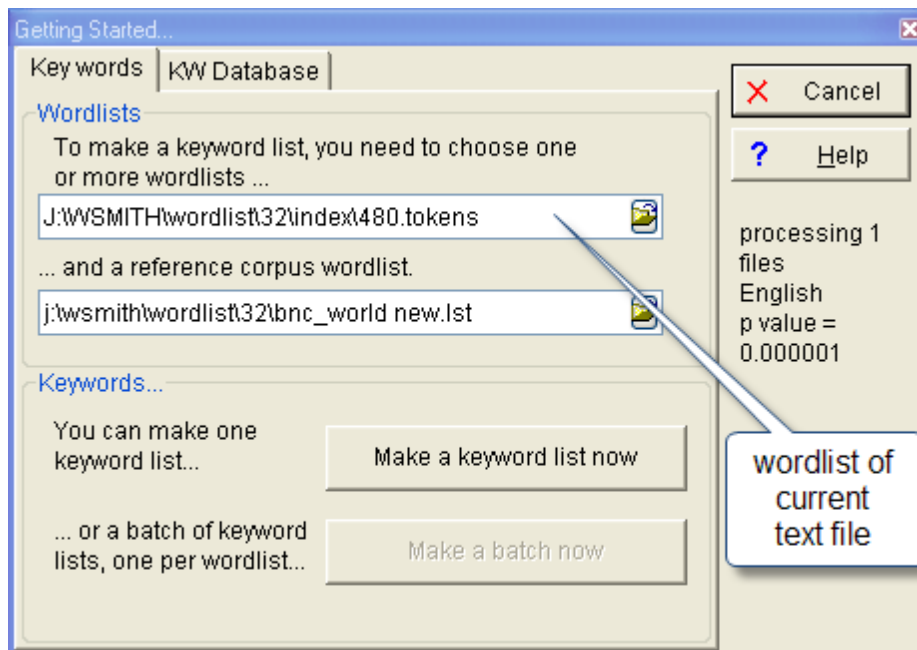 Getting Started...
Key words
KW Database
Wordlists
To make a keyword list, you need to choose one
or more wordlists ...
J:\WSMITH\wordlist\32\index\480.tokens
... and a reference corpus wordlist.
j:\wsmith\wordlist\32\bnc_world new.lst
Keywords...
You can make one
keyword list...
Make a keyword list now
... or a batch of keyword
lists, one per wordlist...
Make a batch now
Cancel
? Help
processing 1
files
English
p value =
0.000001
wordlist of
current
text file